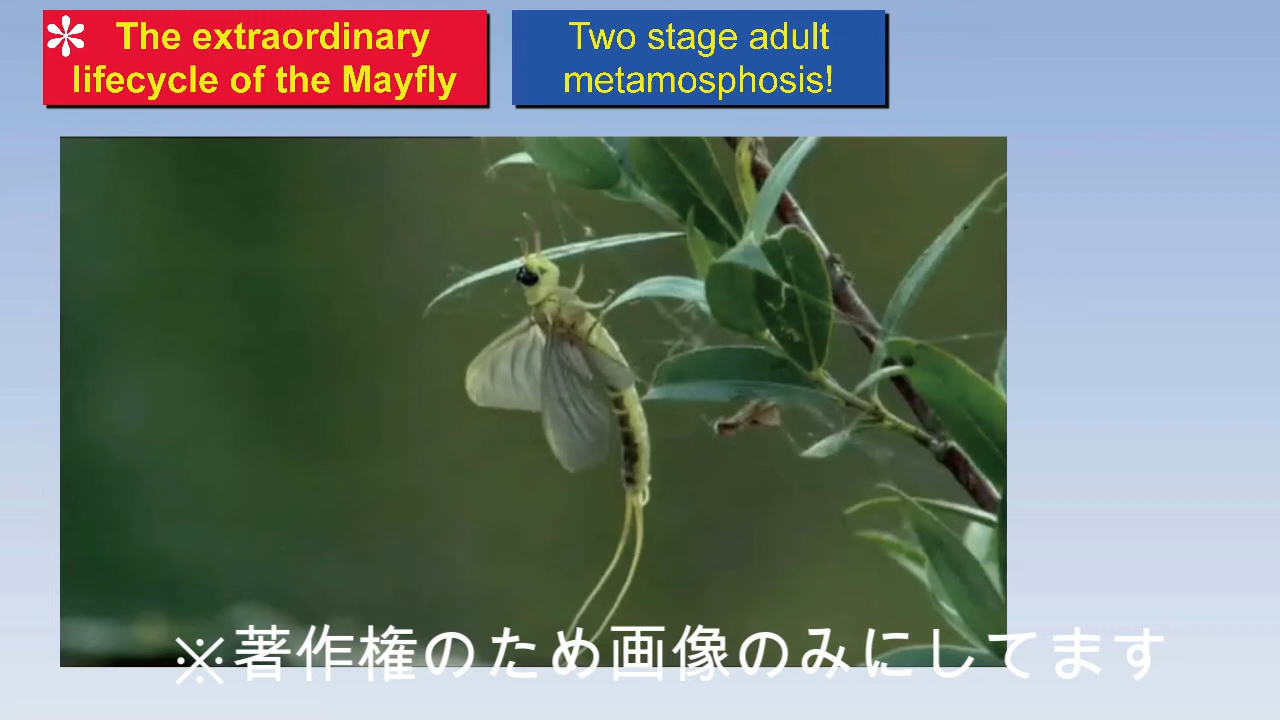 * The extraordinary
lifecycle of the Mayfly
Two stage adult
metamosphosis!
※著作権のため画像のみにしてます